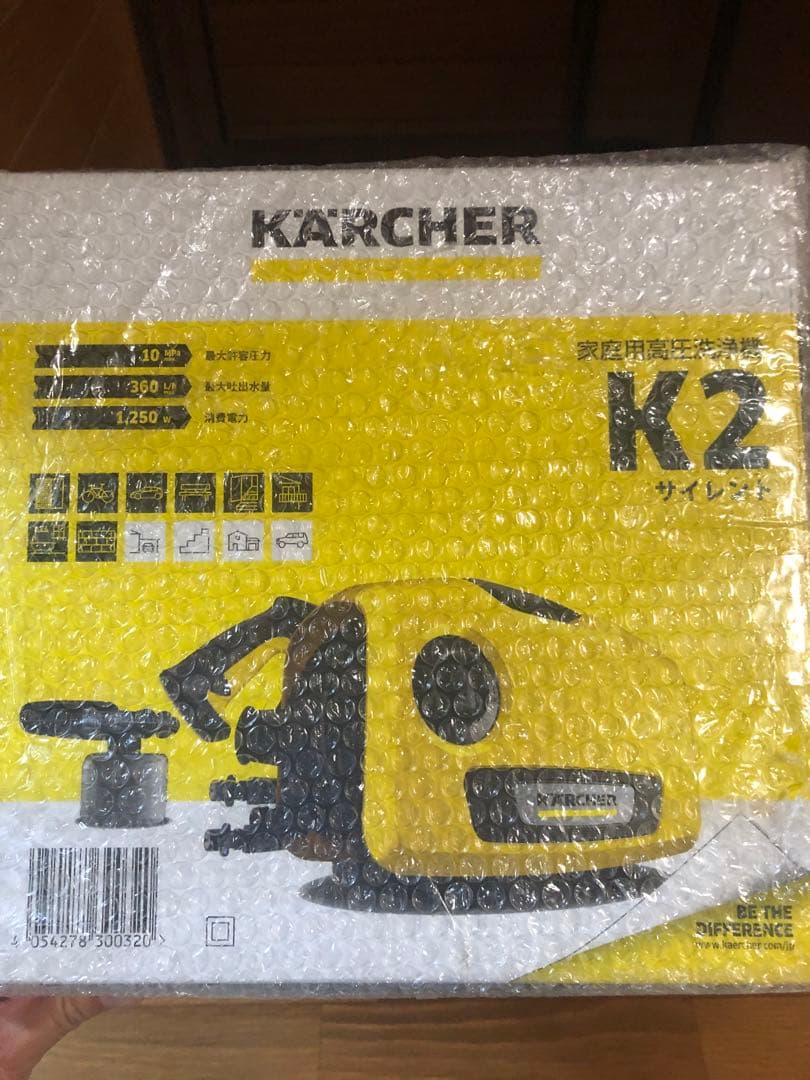 KÄRCHER
10 MPa 最大許容圧力
360 L/h 最大吐出水量
1,250 W 消費電力
家庭用高圧洗浄機
K2
サイレント
KÄRCHER
4 054278 300320 >
BE THE
DIFFERENCE
www.kaercher.com/jp